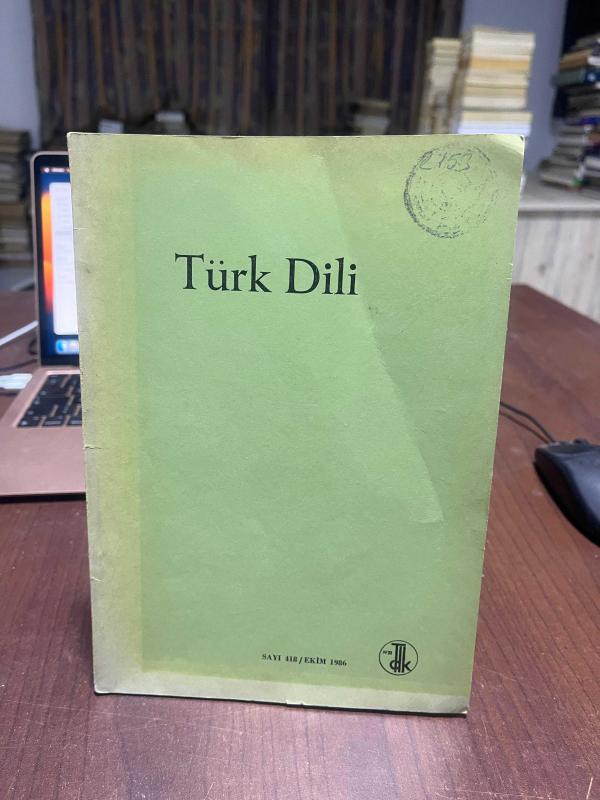 2153
Türk Dili
SAYI 418/EKİM 1986